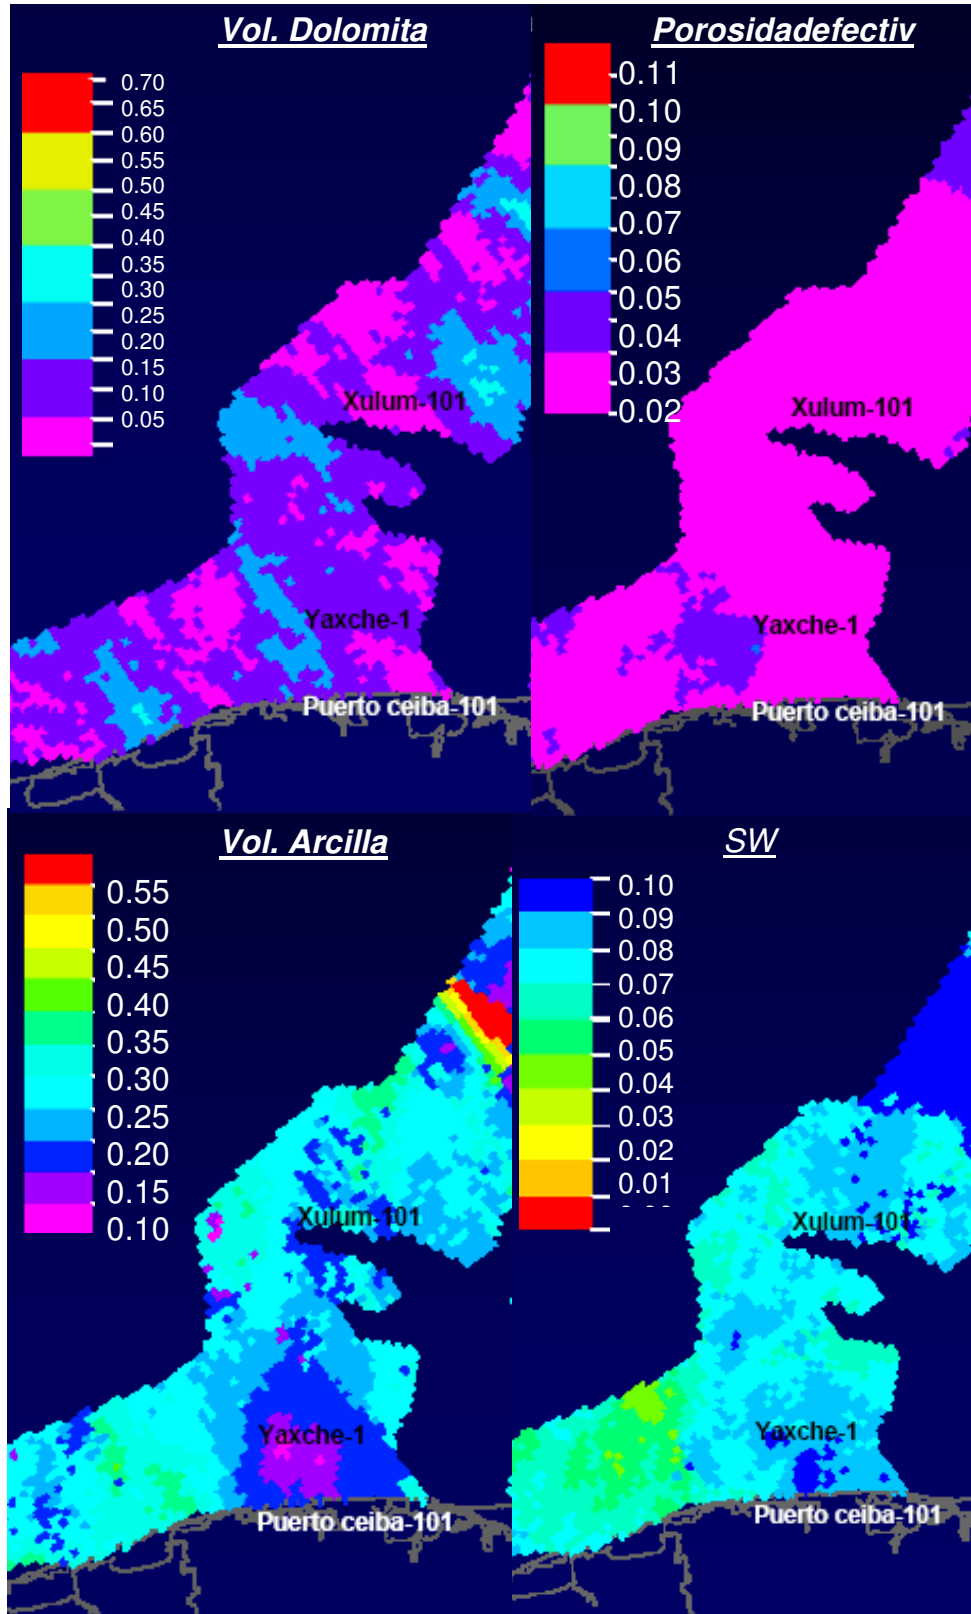 Vol. Dolomita
0.70
0.65
0.60
0.55
0.50
0.45
0.40
0.35
0.30
0.25
0.20
0.15
0.10
0.05
Xulum-101
Yaxche-1
Puerto ceiba-101
Porosidadefectiv
0.11
0.10
0.09
0.08
0.07
0.06
0.05
0.04
0.03
0.02
Xulum-101
Yaxche-1
Puerto ceiba-101
Vol. Arcilla
0.55
0.50
0.45
0.40
0.35
0.30
0.25
0.20
0.15
0.10
Xulum-101
Yaxche-1
Puerto ceiba-101
SW
0.10
0.09
0.08
0.07
0.06
0.05
0.04
0.03
0.02
0.01
Xulum-101
Yaxche-1
Puerto ceiba-101